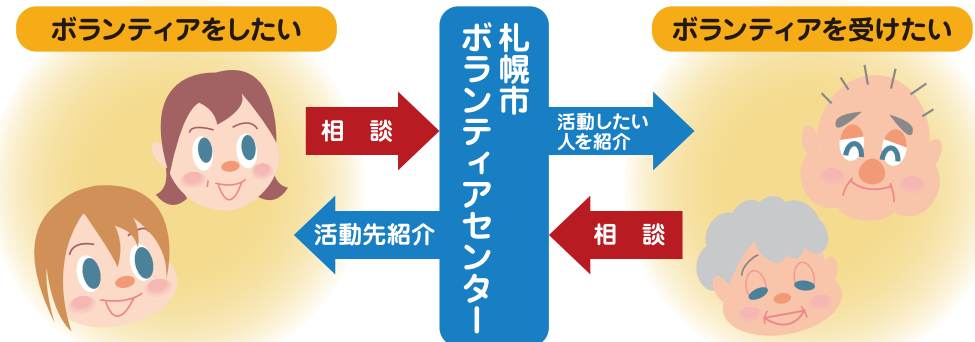 ボランティアをしたい
ボランティアを受けたい
札幌市
ボランティアセンター
相　談
活動したい
人を紹介
活動先紹介
相　談